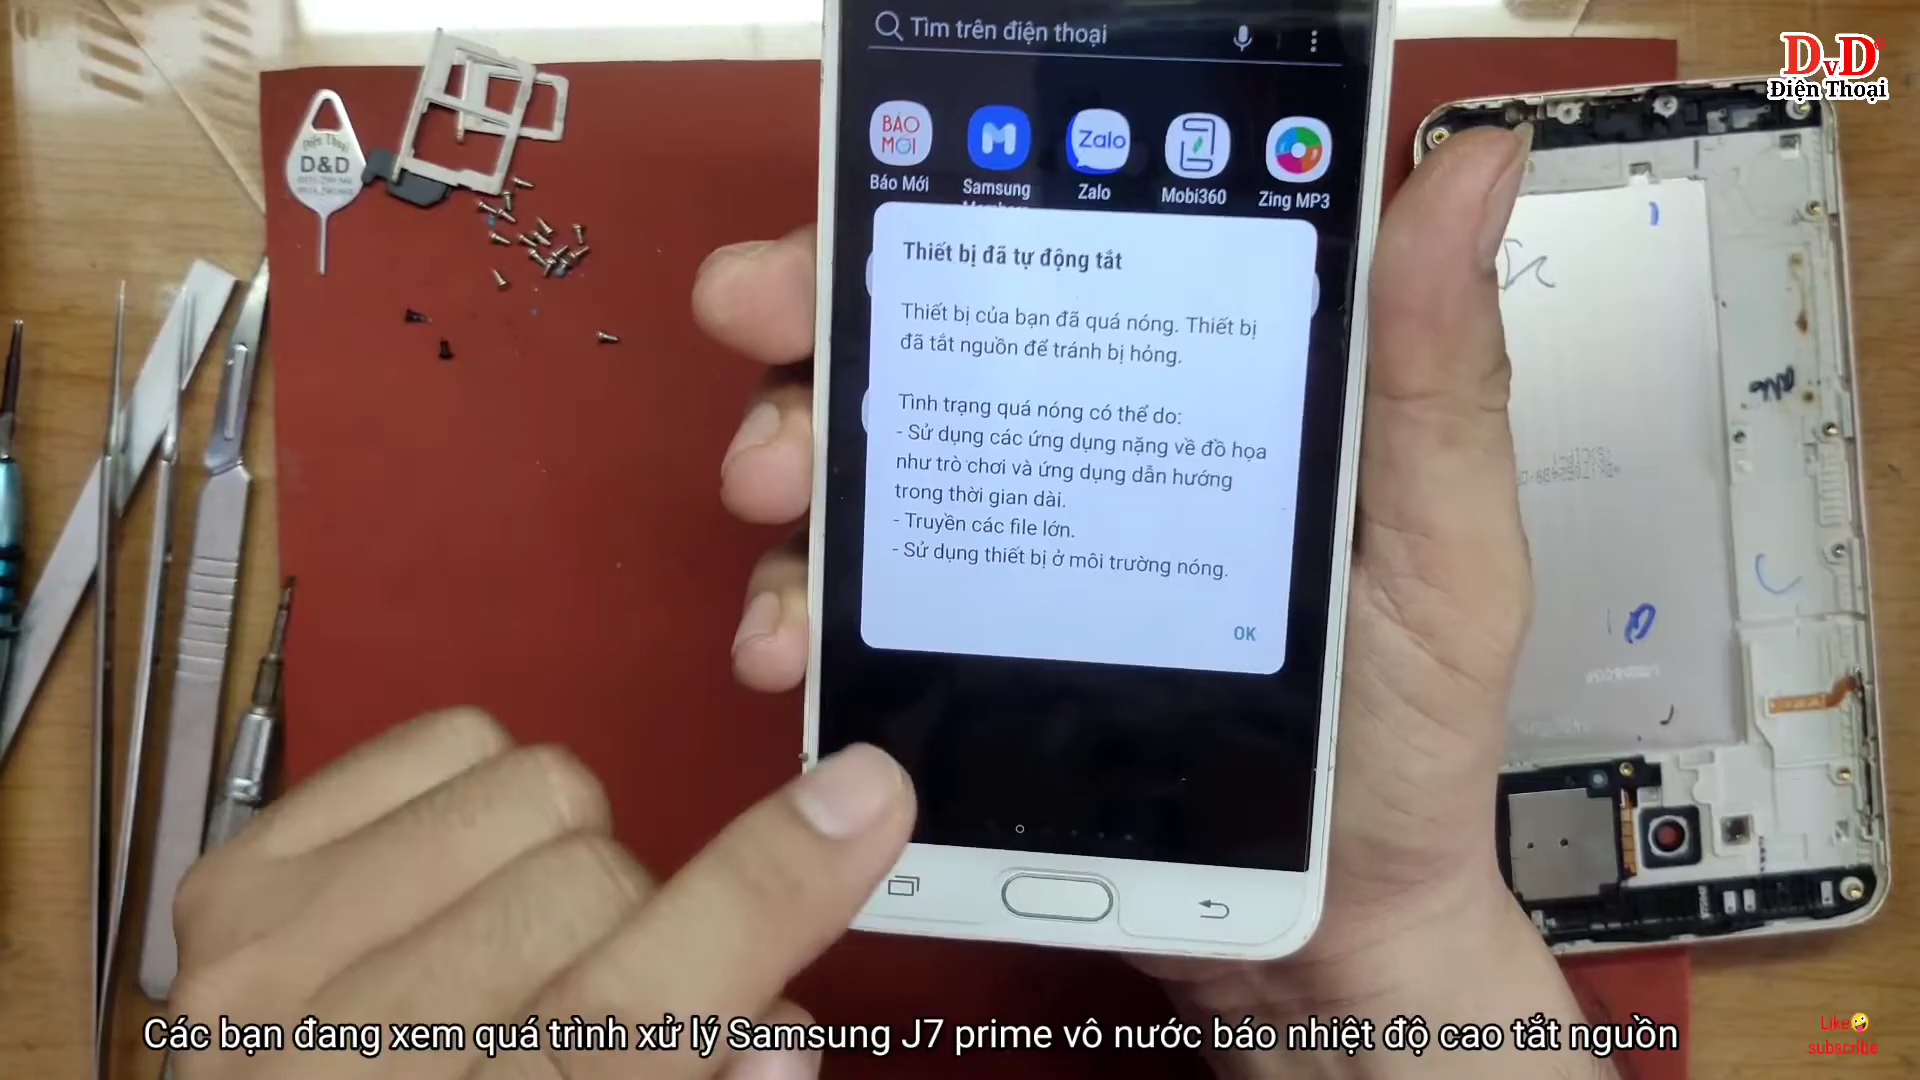 Tìm trên điện thoại
DvD
Điện Thoại
BÁO
MỚI
Zalo
Báo Mới
Samsung
Zalo
Mobi360
Zing MP3
Điện Thoại
D&D
Thiết bị đã tự động tắt
Thiết bị của bạn đã quá nóng. Thiết bị
đã tắt nguồn để tránh bị hỏng.
Tình trạng quá nóng có thể do:
- Sử dụng các ứng dụng nặng về đồ họa
như trò chơi và ứng dụng dẫn hướng
trong thời gian dài.
- Truyền các file lớn.
- Sử dụng thiết bị ở môi trường nóng.
OK
Các bạn đang xem quá trình xử lý Samsung J7 prime vô nước báo nhiệt độ cao tắt nguồn
Like
subscribe